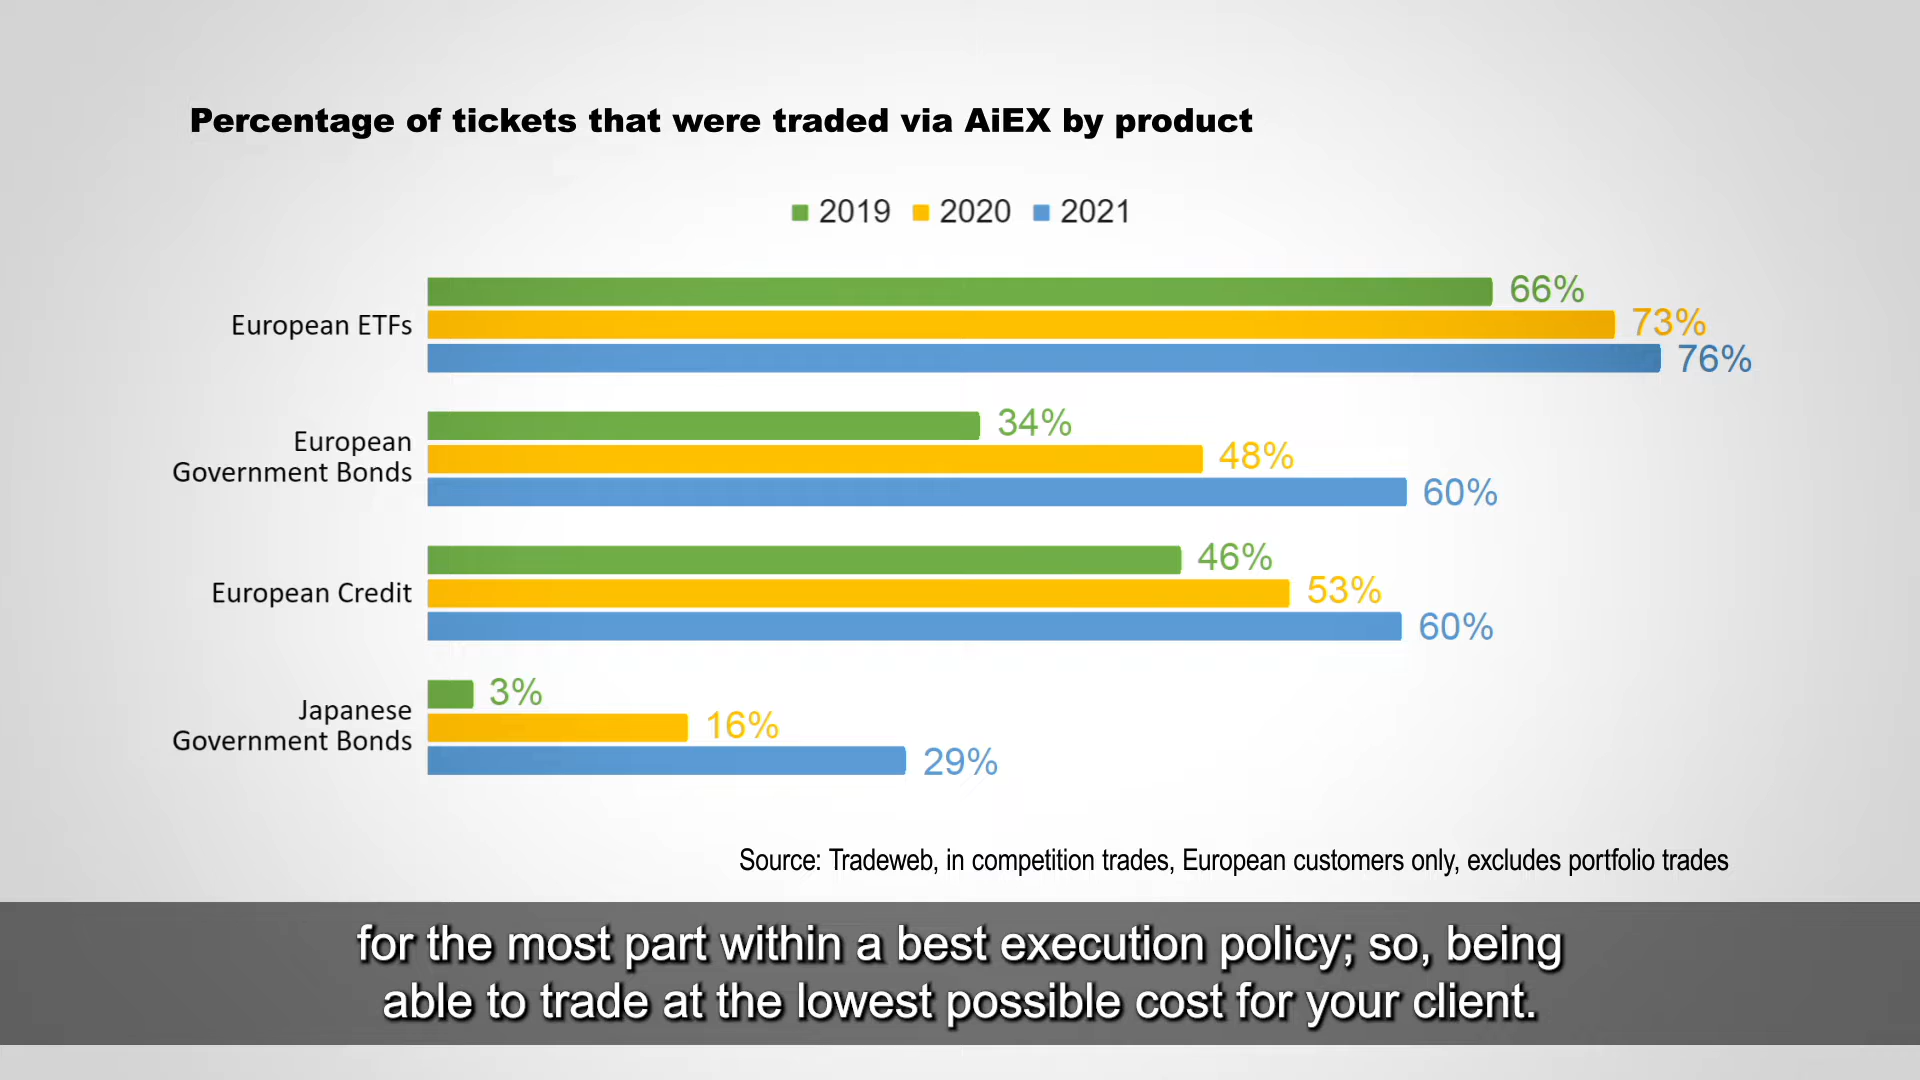 Percentage of tickets that were traded via AiEX by product
2019 2020 2021
European ETFs
66%
73%
76%
European
Government Bonds
34%
48%
60%
European Credit
46%
53%
60%
Japanese
Government Bonds
3%
16%
29%
Source: Tradeweb, in competition trades, European customers only, excludes portfolio trades
for the most part within a best execution policy; so, being
able to trade at the lowest possible cost for your client.